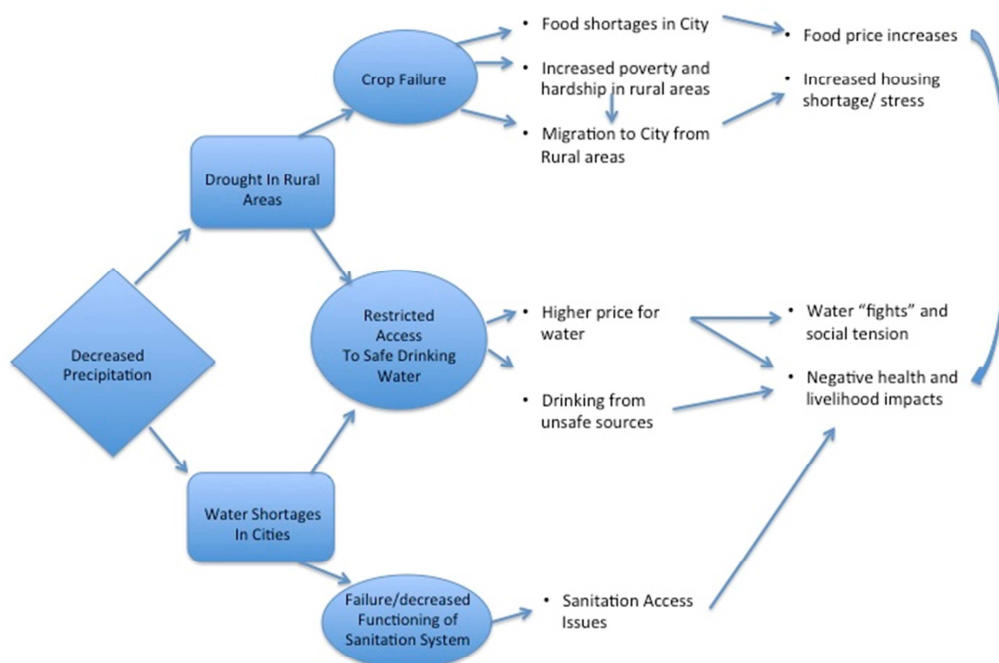 Decreased
Precipitation
Drought In Rural
Areas
Water Shortages
In Cities
Crop Failure
Restricted
Access
To Safe Drinking
Water
Failure/decreased
Functioning of
Sanitation System
• Food shortages in City
• Increased poverty and
hardship in rural areas
• Migration to City from
Rural areas
• Higher price for
water
• Drinking from
unsafe sources
• Sanitation Access
Issues
• Food price increases
• Increased housing
shortage/ stress
• Water “fights” and
social tension
• Negative health and
livelihood impacts